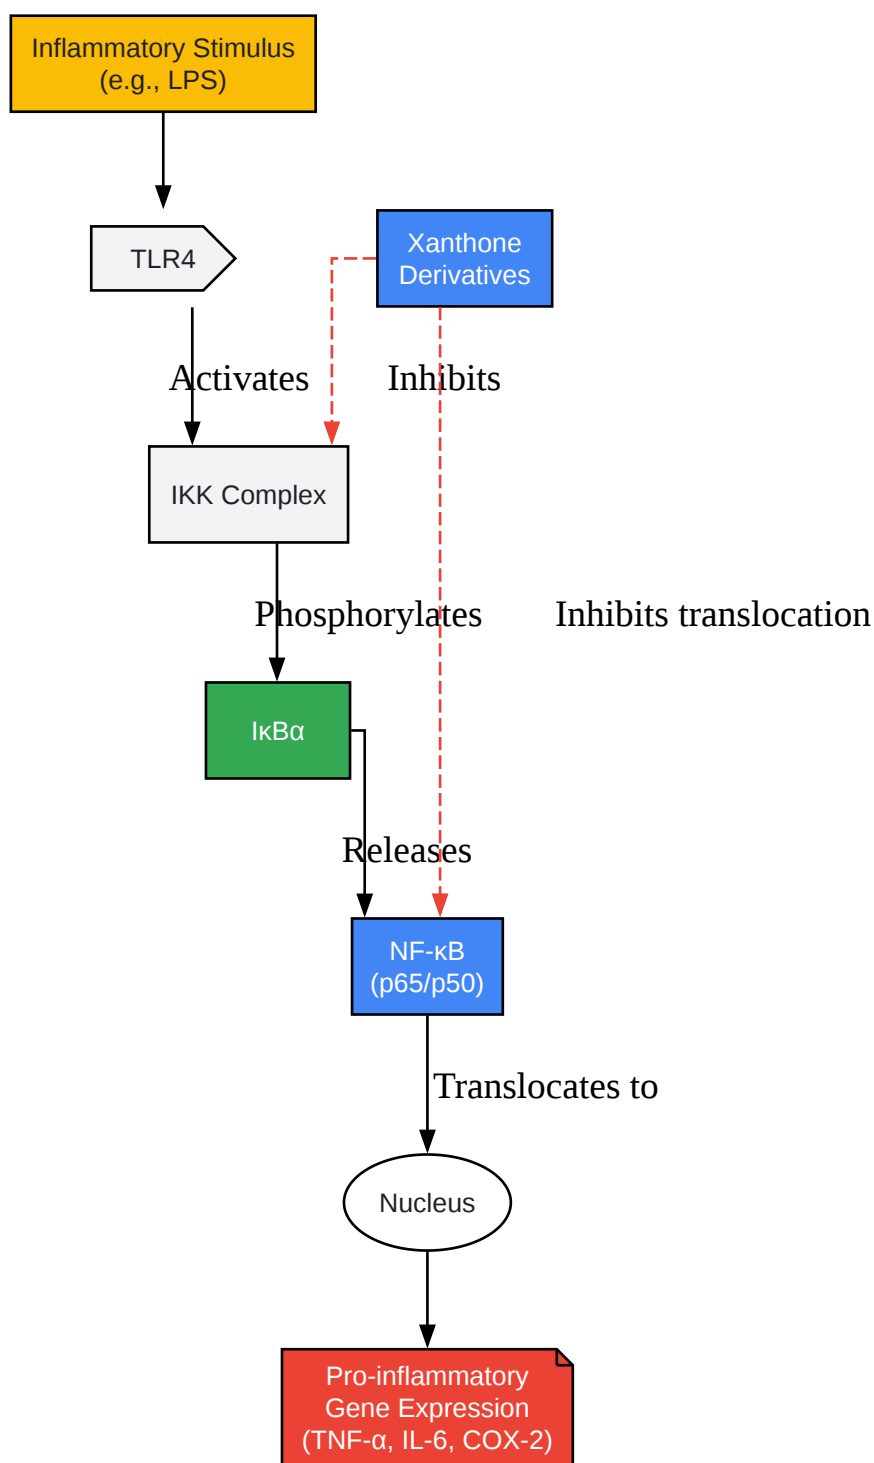 Inflammatory Stimulus
(e.g., LPS)
TLR4
Xanthone
Derivatives
Activates
Inhibits
IKK Complex
Phosphorylates
Inhibits translocation
IκBα
Releases
NF-κB
(p65/p50)
Translocates to
Nucleus
Pro-inflammatory
Gene Expression
(TNF-α, IL-6, COX-2)